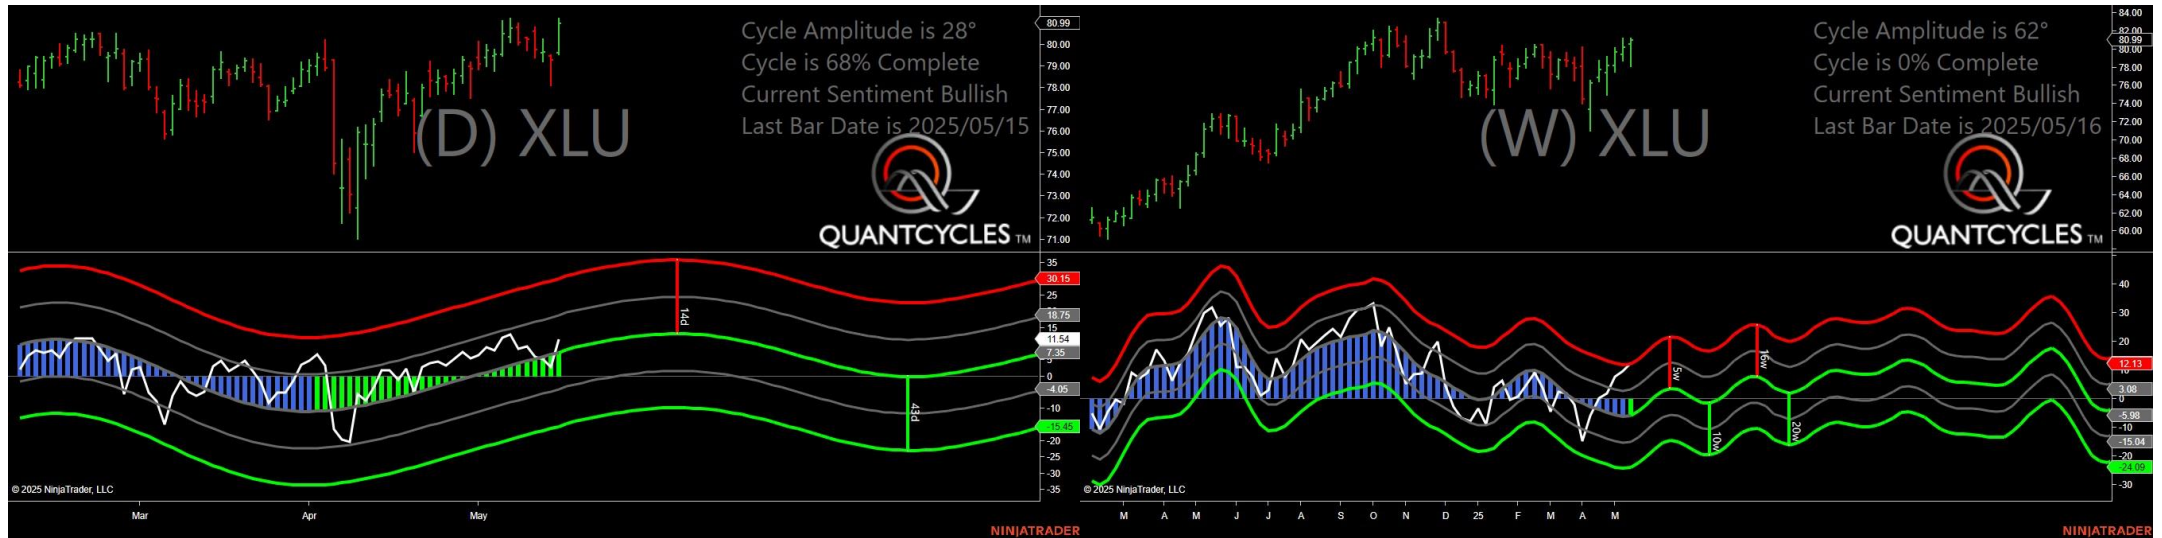 Cycle Amplitude is 28°
Cycle is 68% Complete
Current Sentiment Bullish
Last Bar Date is 2025/05/15
(D) XLU
QUANTCYCLES TM
80.99
80.00
79.00
78.00
77.00
76.00
75.00
74.00
73.00
72.00
71.00
35
30.15
25
18.75
15
11.54
7.35
5
0
-4.05
-10
-15.45
-20
-25
-30
-35
14d
43d
© 2025 NinjaTrader, LLC
Mar
Apr
May
NINJATRADER
Cycle Amplitude is 62°
Cycle is 0% Complete
Current Sentiment Bullish
Last Bar Date is 2025/05/16
(W) XLU
QUANTCYCLES TM
84.00
82.00
80.99
80.00
78.00
76.00
74.00
72.00
70.00
68.00
66.00
64.00
62.00
60.00
40
30
20
12.13
10
3.08
0
-5.98
-10
-15.04
-20
-24.09
-30
5w
16w
10w
20w
© 2025 NinjaTrader, LLC
M A M J J A S O N D 25 F M A M
NINJATRADER